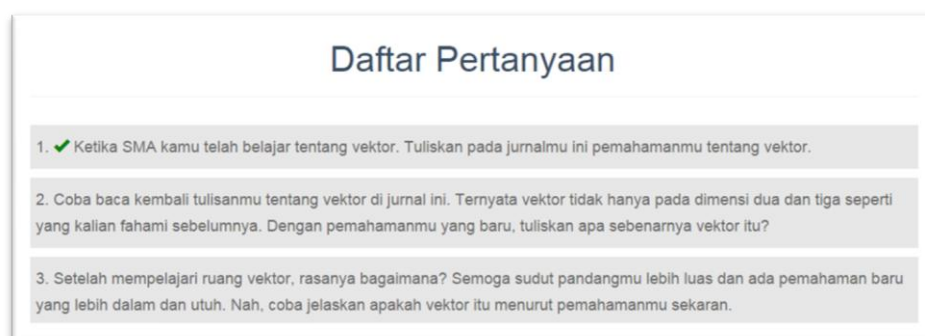 Daftar Pertanyaan
1. ✔ Ketika SMA kamu telah belajar tentang vektor. Tuliskan pada jurnalmu ini pemahamanmu tentang vektor.
2. Coba baca kembali tulisanmu tentang vektor di jurnal ini. Ternyata vektor tidak hanya pada dimensi dua dan tiga seperti
yang kalian fahami sebelumnya. Dengan pemahamanmu yang baru, tuliskan apa sebenarnya vektor itu?
3. Setelah mempelajari ruang vektor, rasanya bagaimana? Semoga sudut pandangmu lebih luas dan ada pemahaman baru
yang lebih dalam dan utuh. Nah, coba jelaskan apakah vektor itu menurut pemahamanmu sekaran.